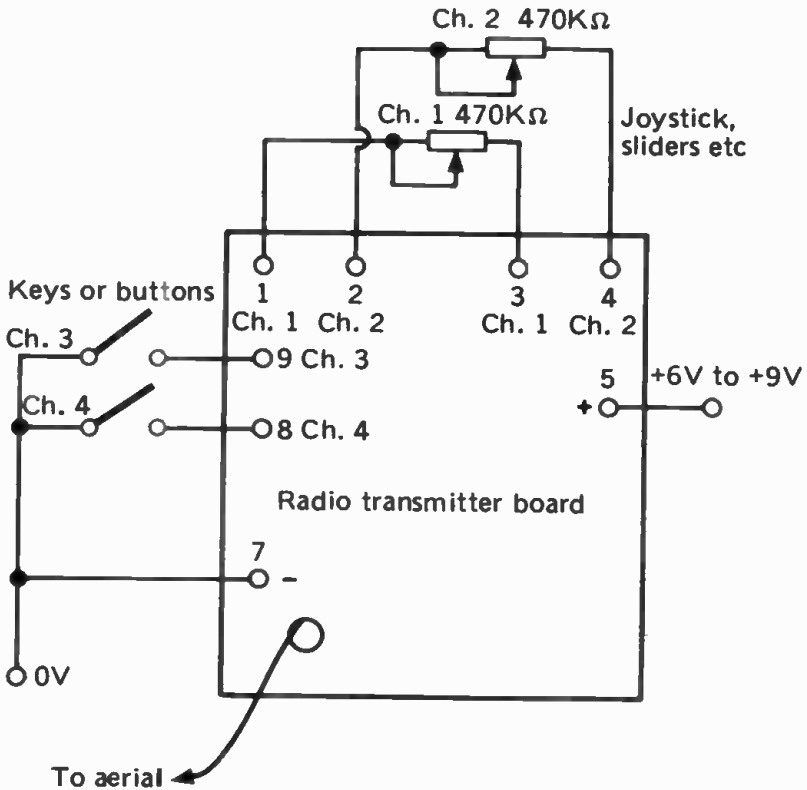 Ch. 2 470KΩ
Ch. 1 470KΩ
Joystick,
sliders etc
Keys or buttons
1 2 3 4
Ch. 1 Ch. 2 Ch. 1 Ch. 2
Ch. 3
9 Ch. 3
5 +6V to +9V
+
Ch. 4
8 Ch. 4
Radio transmitter board
7
-
0V
To aerial